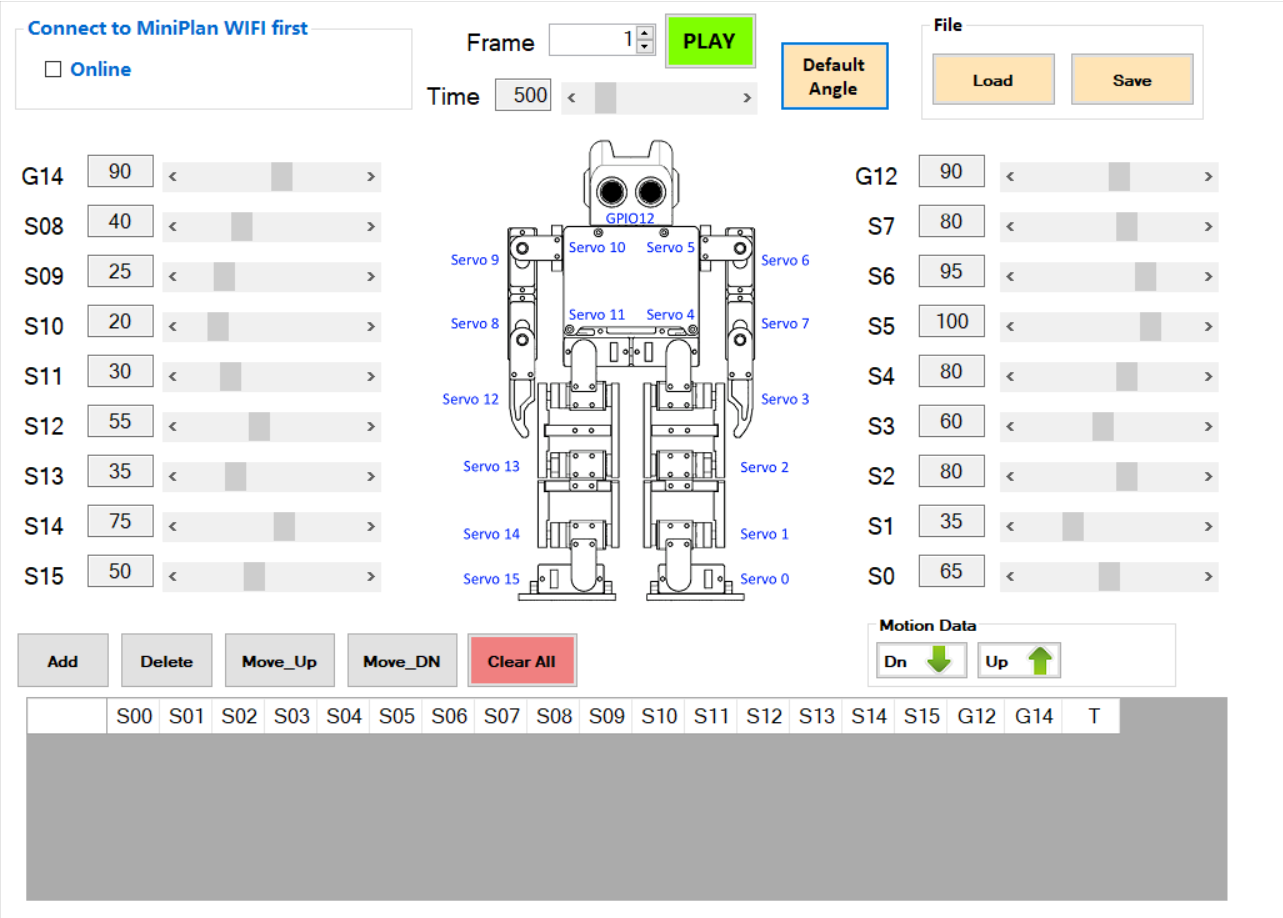 Connect to MiniPlan WIFI first
Online
Frame 1 PLAY
Time 500
Default
Angle
File
Load Save
G14 90
S08 40
S09 25
S10 20
S11 30
S12 55
S13 35
S14 75
S15 50
GPIO12
Servo 10 Servo 5
Servo 9 Servo 6
Servo 11 Servo 4
Servo 8 Servo 7
Servo 12 Servo 3
Servo 13 Servo 2
Servo 14 Servo 1
Servo 15 Servo 0
G12 90
S7 80
S6 95
S5 100
S4 80
S3 60
S2 80
S1 35
S0 65
Add Delete Move_Up Move_DN Clear All
Motion Data
Dn Up
S00 S01 S02 S03 S04 S05 S06 S07 S08 S09 S10 S11 S12 S13 S14 S15 G12 G14 T